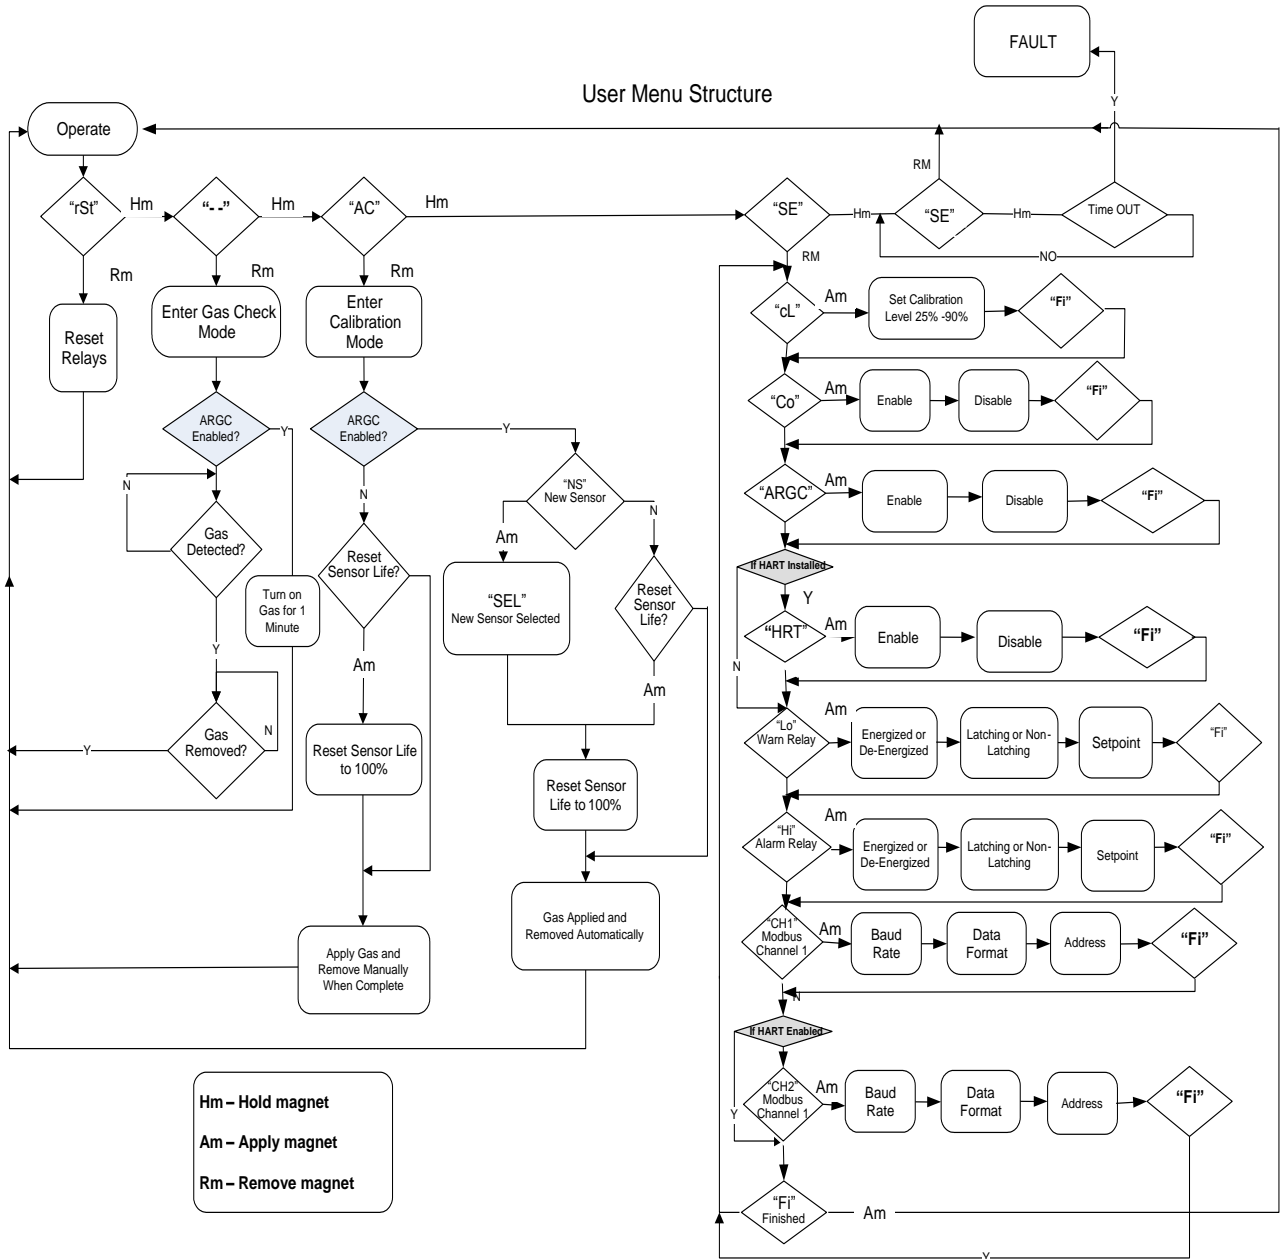 FAULT
User Menu Structure
Y
Operate
RM
"rSt"
Hm
"- -"
Hm
"AC"
Hm
"SE"
Hm
"SE"
Hm
Time OUT
NO
Rm
Rm
Rm
RM
Reset
Relays
Enter Gas Check
Mode
Enter
Calibration
Mode
"cL"
Am
Set Calibration
Level 25% -90%
"Fi"
"Co"
Am
Enable
Disable
"Fi"
ARGC
Enabled?
Y
ARGC
Enabled?
Y
N
N
"NS"
New Sensor
N
Am
"ARGC"
Am
Enable
Disable
"Fi"
Gas
Detected?
Reset
Sensor Life?
If HART Installed
Y
Turn on
Gas for 1
Minute
"SEL"
New Sensor Selected
Reset
Sensor
Life?
"HRT"
Am
Enable
Disable
"Fi"
Y
Am
Am
N
Gas
Removed?
N
Y
"Lo"
Warn Relay
Am
Energized or
De-Energized
Latching or Non-
Latching
Setpoint
"Fi"
Reset Sensor Life
to 100%
Reset Sensor
Life to 100%
"Hi"
Alarm Relay
Am
Energized or
De-Energized
Latching or Non-
Latching
Setpoint
"Fi"
Gas Applied and
Removed Automatically
"CH1"
Modbus
Channel 1
Am
Baud
Rate
Data
Format
Address
"Fi"
Apply Gas and
Remove Manually
When Complete
N
If HART Enabled
"CH2"
Modbus
Channel 1
Am
Baud
Rate
Data
Format
Address
"Fi"
Y
Hm – Hold magnet
Am – Apply magnet
Rm – Remove magnet
"Fi"
Finished
Am
Y